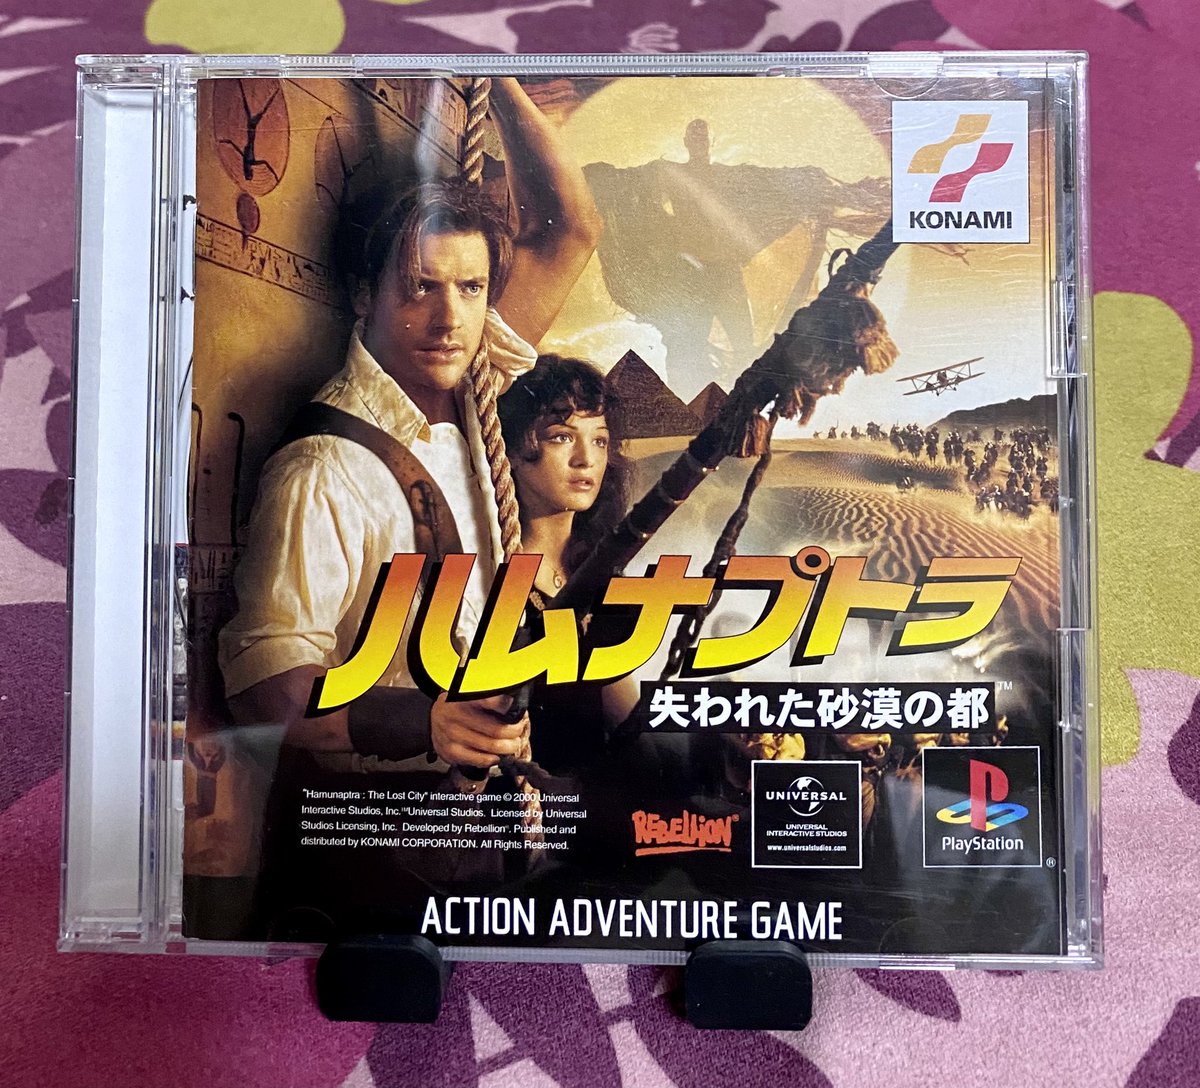 KONAMI
ハムナプトラ
失われた砂漠の都
TM
"Hamunaptra : The Lost City" interactive game © 2000 Universal
Interactive Studios, Inc.™Universal Studios. Licensed by Universal
Studios Licensing, Inc. Developed by Rebellion®. Published and
distributed by KONAMI CORPORATION. All Rights Reserved.
REBELLION®
UNIVERSAL
UNIVERSAL
INTERACTIVE STUDIOS
www.universalstudios.com
PlayStation
®
ACTION ADVENTURE GAME